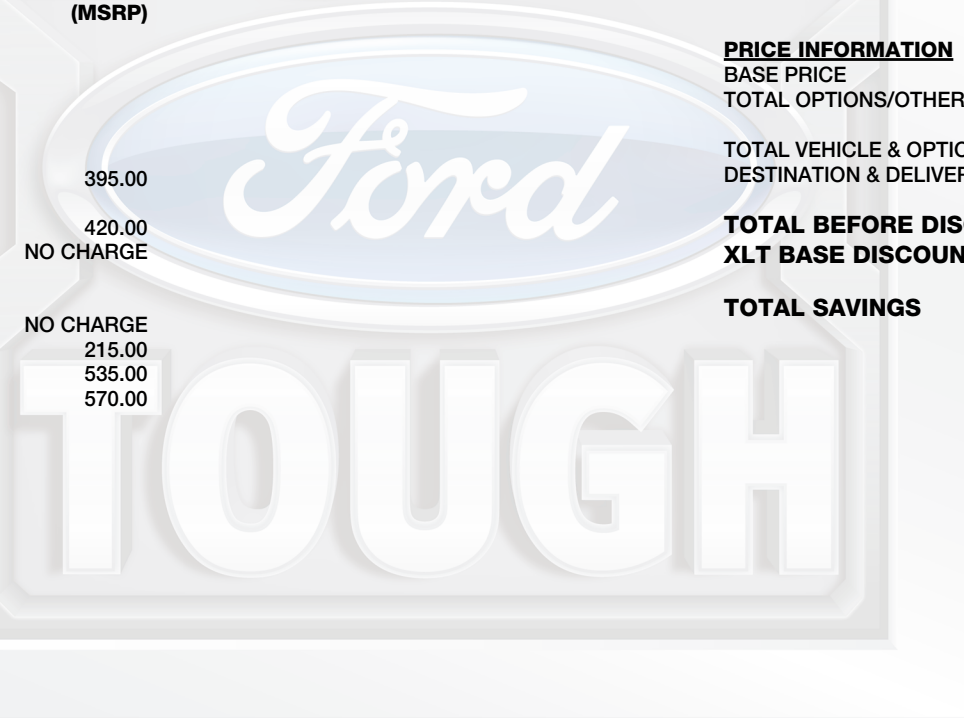 (MSRP)
395.00
420.00
NO CHARGE
NO CHARGE
215.00
535.00
570.00
Ford
TOUGH
PRICE INFORMATION
BASE PRICE
TOTAL OPTIONS/OTHER
TOTAL VEHICLE & OPTIO
DESTINATION & DELIVER
TOTAL BEFORE DIS
XLT BASE DISCOUN
TOTAL SAVINGS